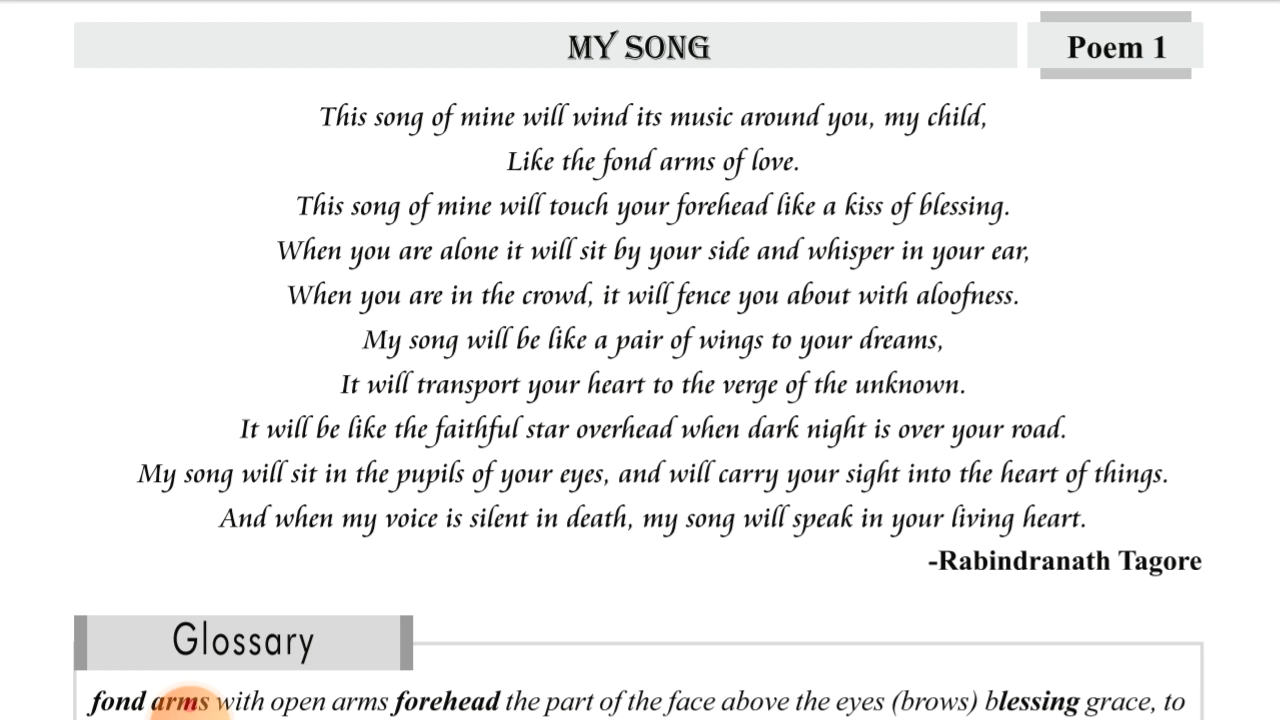 MY SONG
Poem 1
This song of mine will wind its music around you, my child,
Like the fond arms of love.
This song of mine will touch your forehead like a kiss of blessing.
When you are alone it will sit by your side and whisper in your ear,
When you are in the crowd, it will fence you about with aloofness.
My song will be like a pair of wings to your dreams,
It will transport your heart to the verge of the unknown.
It will be like the faithful star overhead when dark night is over your road.
My song will sit in the pupils of your eyes, and will carry your sight into the heart of things.
And when my voice is silent in death, my song will speak in your living heart.
-Rabindranath Tagore
Glossary
fond arms with open arms forehead the part of the face above the eyes (brows) blessing grace, to